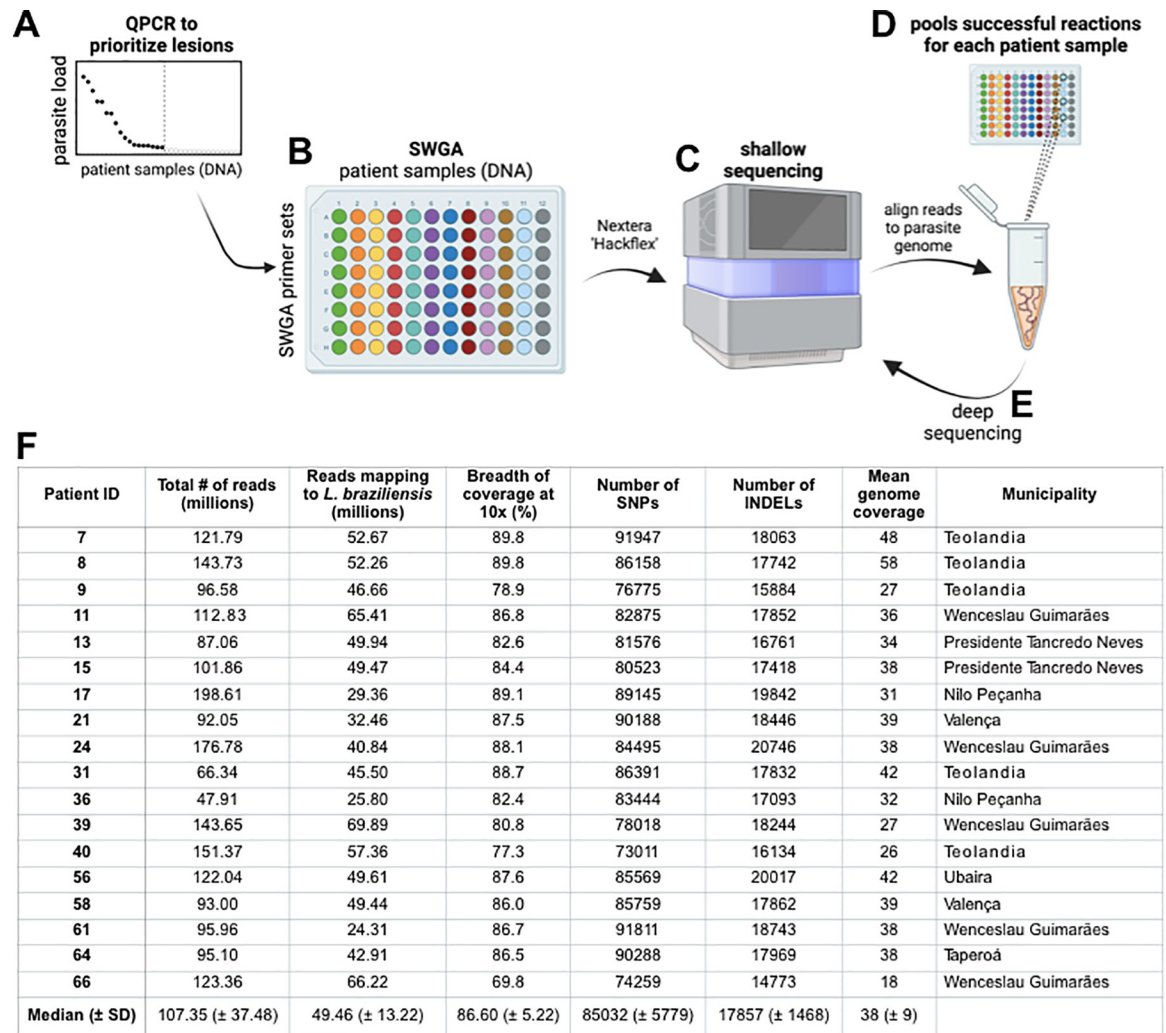 A
QPCR to
prioritize lesions
parasite load
patient samples (DNA)
B
SWGA
patient samples (DNA)
SWGA primer sets
1 2 3 4 5 6 7 8 9 10 11 12
A
B
C
D
E
F
G
H
Nextera
'Hackflex'
C
shallow
sequencing
align reads
to parasite
genome
D
pools successful reactions
for each patient sample
E
deep
sequencing
F
Patient ID
Total # of reads
(millions)
Reads mapping
to L. braziliensis
(millions)
Breadth of
coverage at
10x (%)
Number of
SNPs
Number of
INDELs
Mean
genome
coverage
Municipality
7 121.79 52.67 89.8 91947 18063 48 Teolandia
8 143.73 52.26 89.8 86158 17742 58 Teolandia
9 96.58 46.66 78.9 76775 15884 27 Teolandia
11 112.83 65.41 86.8 82875 17852 36 Wenceslau Guimarães
13 87.06 49.94 82.6 81576 16761 34 Presidente Tancredo Neves
15 101.86 49.47 84.4 80523 17418 38 Presidente Tancredo Neves
17 198.61 29.36 89.1 89145 19842 31 Nilo Peçanha
21 92.05 32.46 87.5 90188 18446 39 Valença
24 176.78 40.84 88.1 84495 20746 38 Wenceslau Guimarães
31 66.34 45.50 88.7 86391 17832 42 Teolandia
36 47.91 25.80 82.4 83444 17093 32 Nilo Peçanha
39 143.65 69.89 80.8 78018 18244 27 Wenceslau Guimarães
40 151.37 57.36 77.3 73011 16134 26 Teolandia
56 122.04 49.61 87.6 85569 20017 42 Ubaira
58 93.00 49.44 86.0 85759 17862 39 Valença
61 95.96 24.31 86.7 91811 18743 38 Wenceslau Guimarães
64 95.10 42.91 86.5 90288 17969 38 Taperoá
66 123.36 66.22 69.8 74259 14773 18 Wenceslau Guimarães
Median (± SD) 107.35 (± 37.48) 49.46 (± 13.22) 86.60 (± 5.22) 85032 (± 5779) 17857 (± 1468) 38 (± 9)